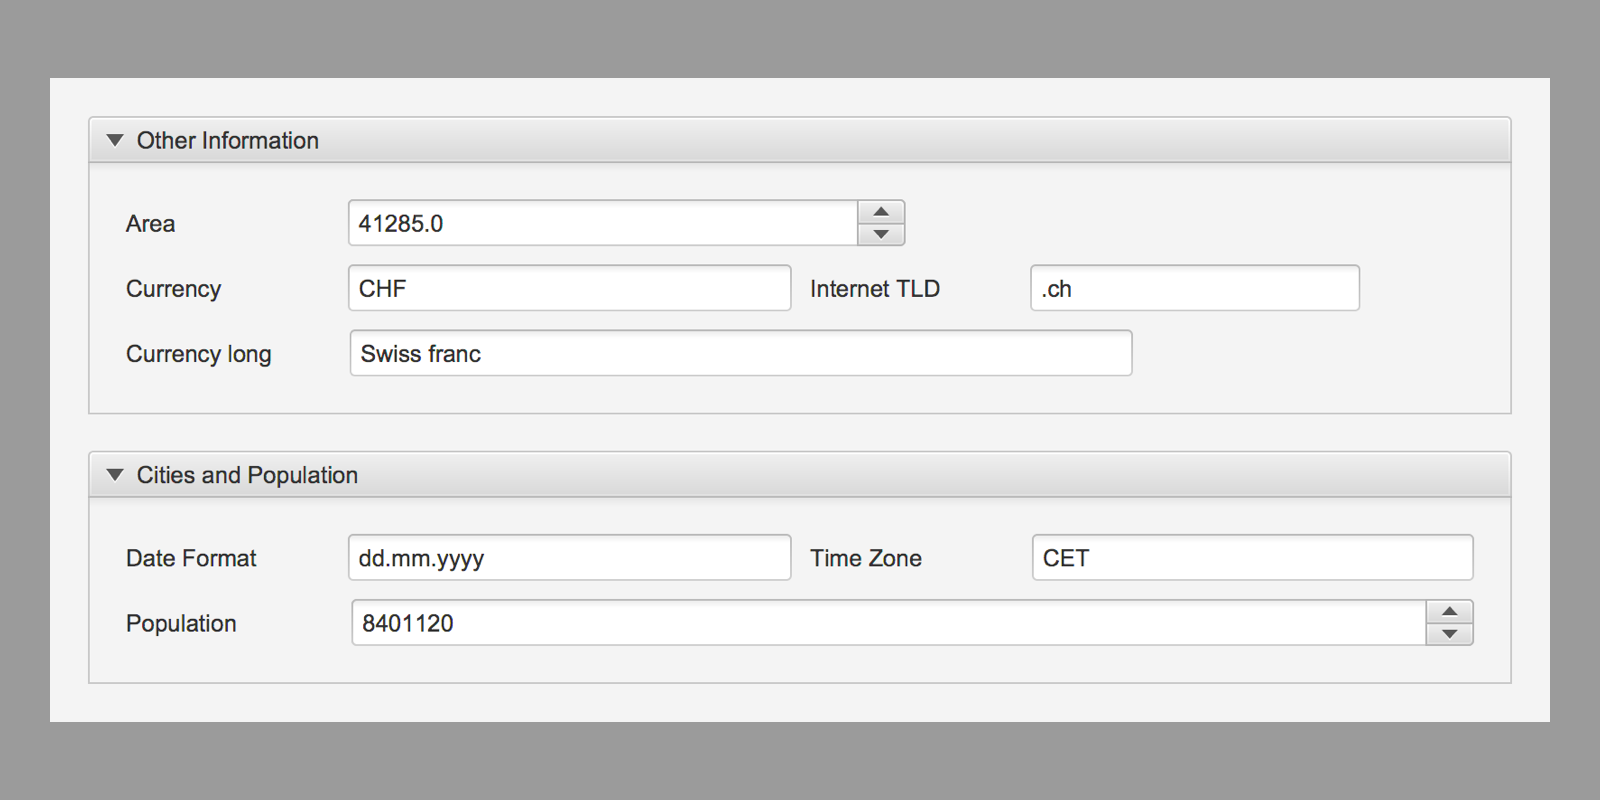 Other Information
Area 41285.0
Currency CHF Internet TLD .ch
Currency long Swiss franc
Cities and Population
Date Format dd.mm.yyyy Time Zone CET
Population 8401120